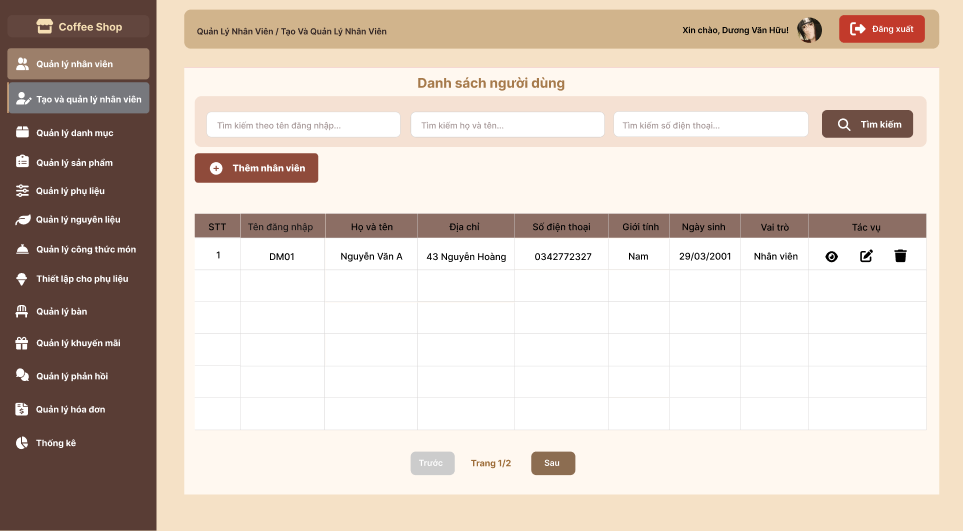 Coffee Shop
Quản lý nhân viên
Tạo và quản lý nhân viên
Quản lý danh mục
Quản lý sản phẩm
Quản lý phụ liệu
Quản lý nguyên liệu
Quản lý công thức món
Thiết lập cho phụ liệu
Quản lý bàn
Quản lý khuyến mãi
Quản lý phản hồi
Quản lý hóa đơn
Thống kê
Quản Lý Nhân Viên / Tạo Và Quản Lý Nhân Viên
Xin chào, Dương Văn Hữu!
Đăng xuất
Danh sách người dùng
Tìm kiếm theo tên đăng nhập...
Tìm kiếm họ và tên...
Tìm kiếm số điện thoại...
Tìm kiếm
Thêm nhân viên
STT Tên đăng nhập Họ và tên Địa chỉ Số điện thoại Giới tính Ngày sinh Vai trò Tác vụ
1 DM01 Nguyễn Văn A 43 Nguyễn Hoàng 0342772327 Nam 29/03/2001 Nhân viên
Trước Trang 1/2 Sau